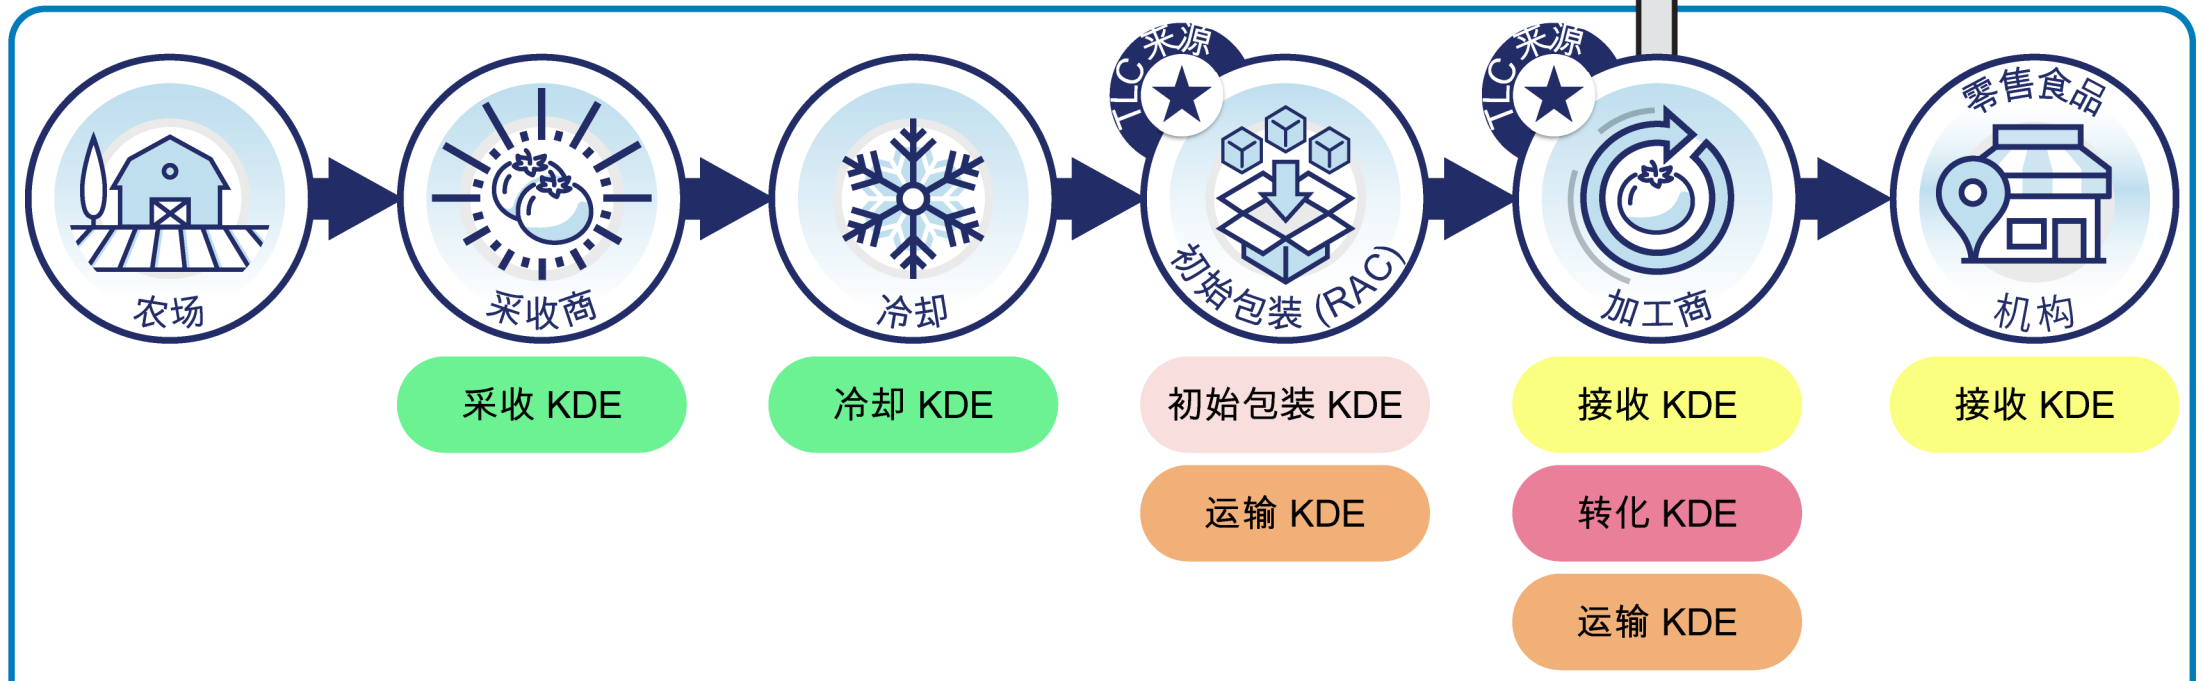 农场
采收商
采收 KDE
冷却
冷却 KDE
TLC 来源
初始包装 (RAC)
初始包装 KDE
运输 KDE
TLC 来源
加工商
接收 KDE
转化 KDE
运输 KDE
零售食品
机构
接收 KDE